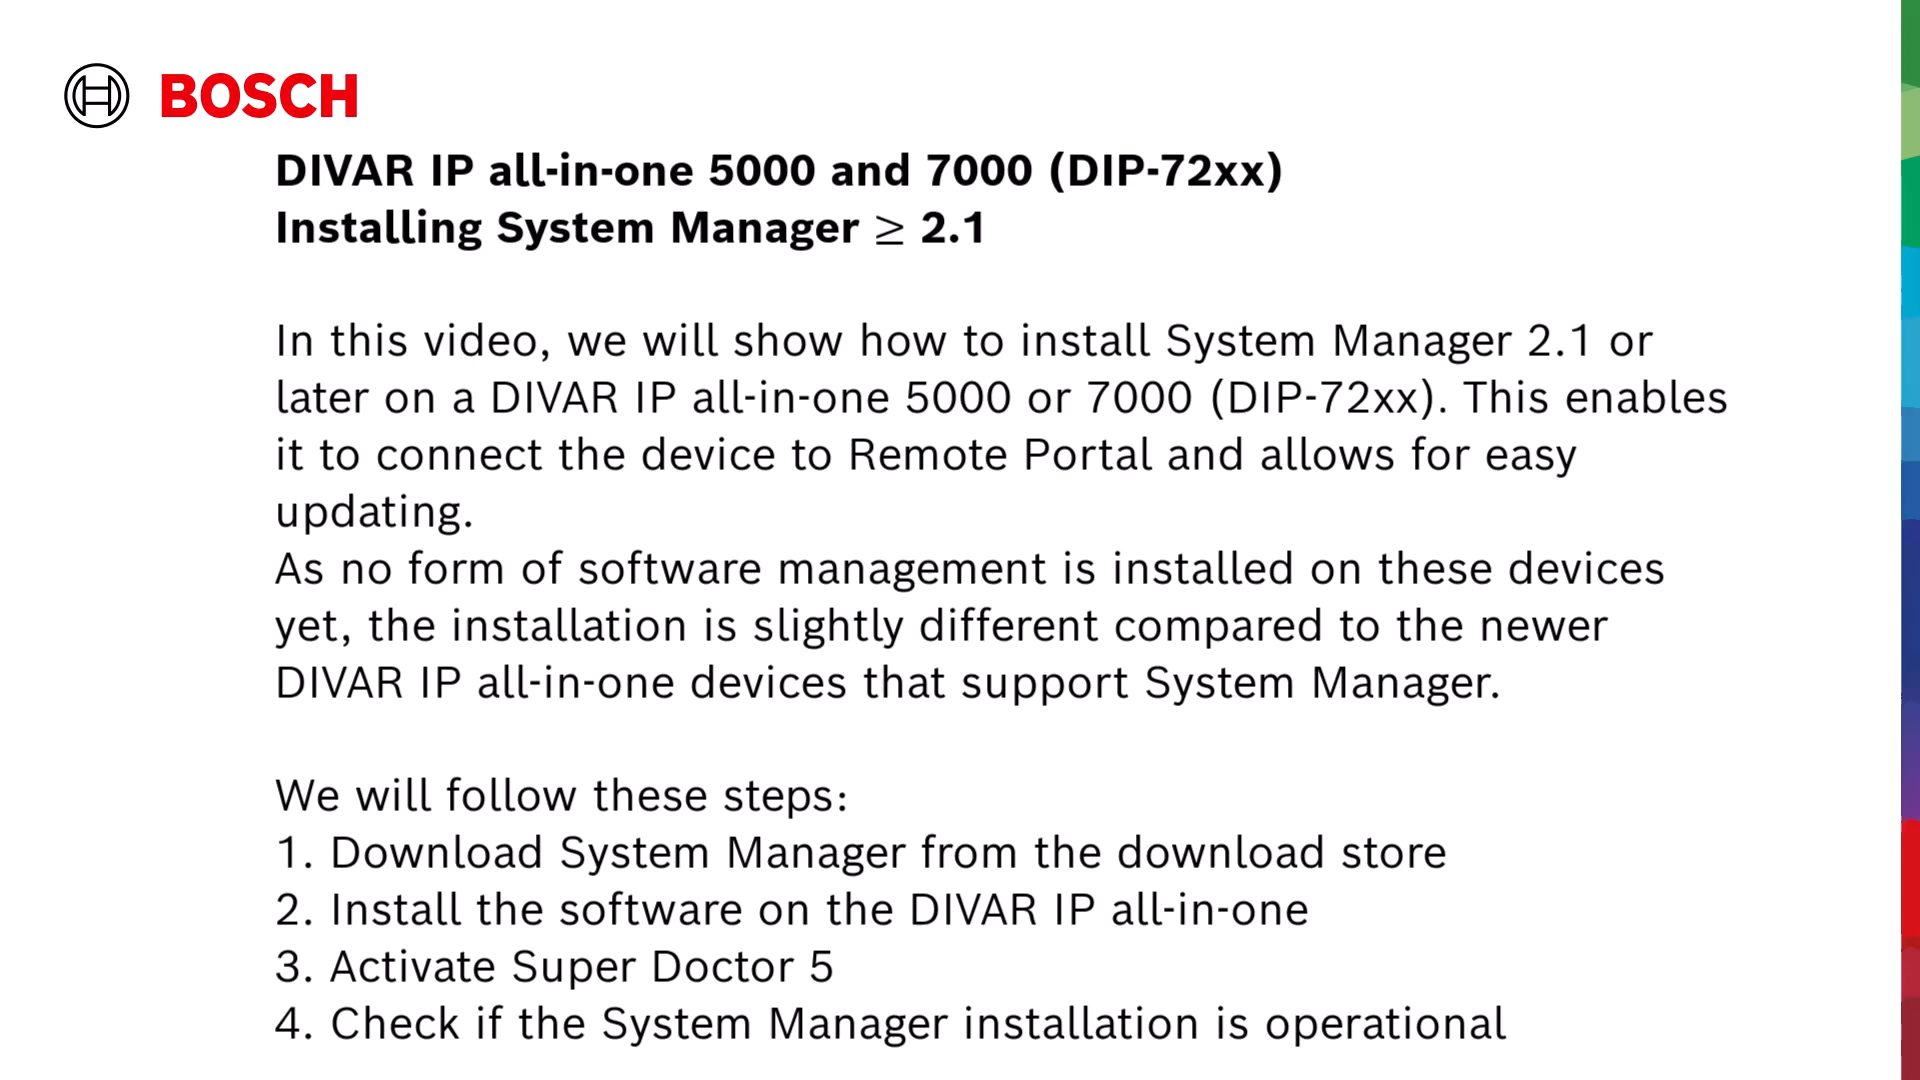 BOSCH
DIVAR IP all-in-one 5000 and 7000 (DIP-72xx)
Installing System Manager ≥ 2.1
In this video, we will show how to install System Manager 2.1 or
later on a DIVAR IP all-in-one 5000 or 7000 (DIP-72xx). This enables
it to connect the device to Remote Portal and allows for easy
updating.
As no form of software management is installed on these devices
yet, the installation is slightly different compared to the newer
DIVAR IP all-in-one devices that support System Manager.
We will follow these steps:
1. Download System Manager from the download store
2. Install the software on the DIVAR IP all-in-one
3. Activate Super Doctor 5
4. Check if the System Manager installation is operational